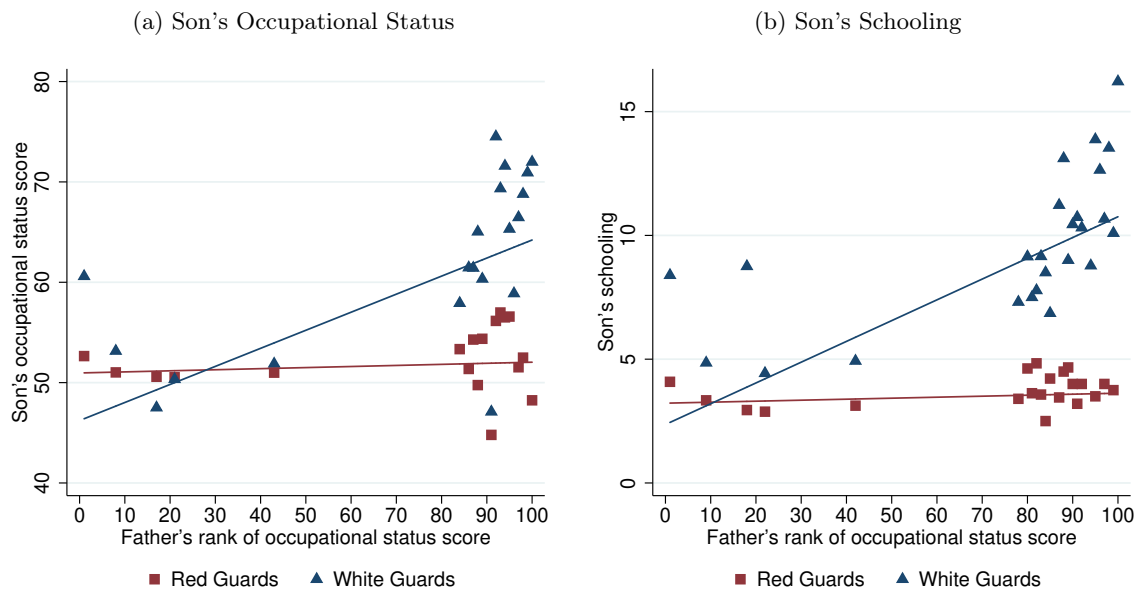 (a) Son's Occupational Status
Son's occupational status score
80
70
60
50
40
0 10 20 30 40 50 60 70 80 90 100
Father's rank of occupational status score
Red Guards White Guards
(b) Son's Schooling
Son's schooling
15
10
5
0
0 10 20 30 40 50 60 70 80 90 100
Father's rank of occupational status score
Red Guards White Guards